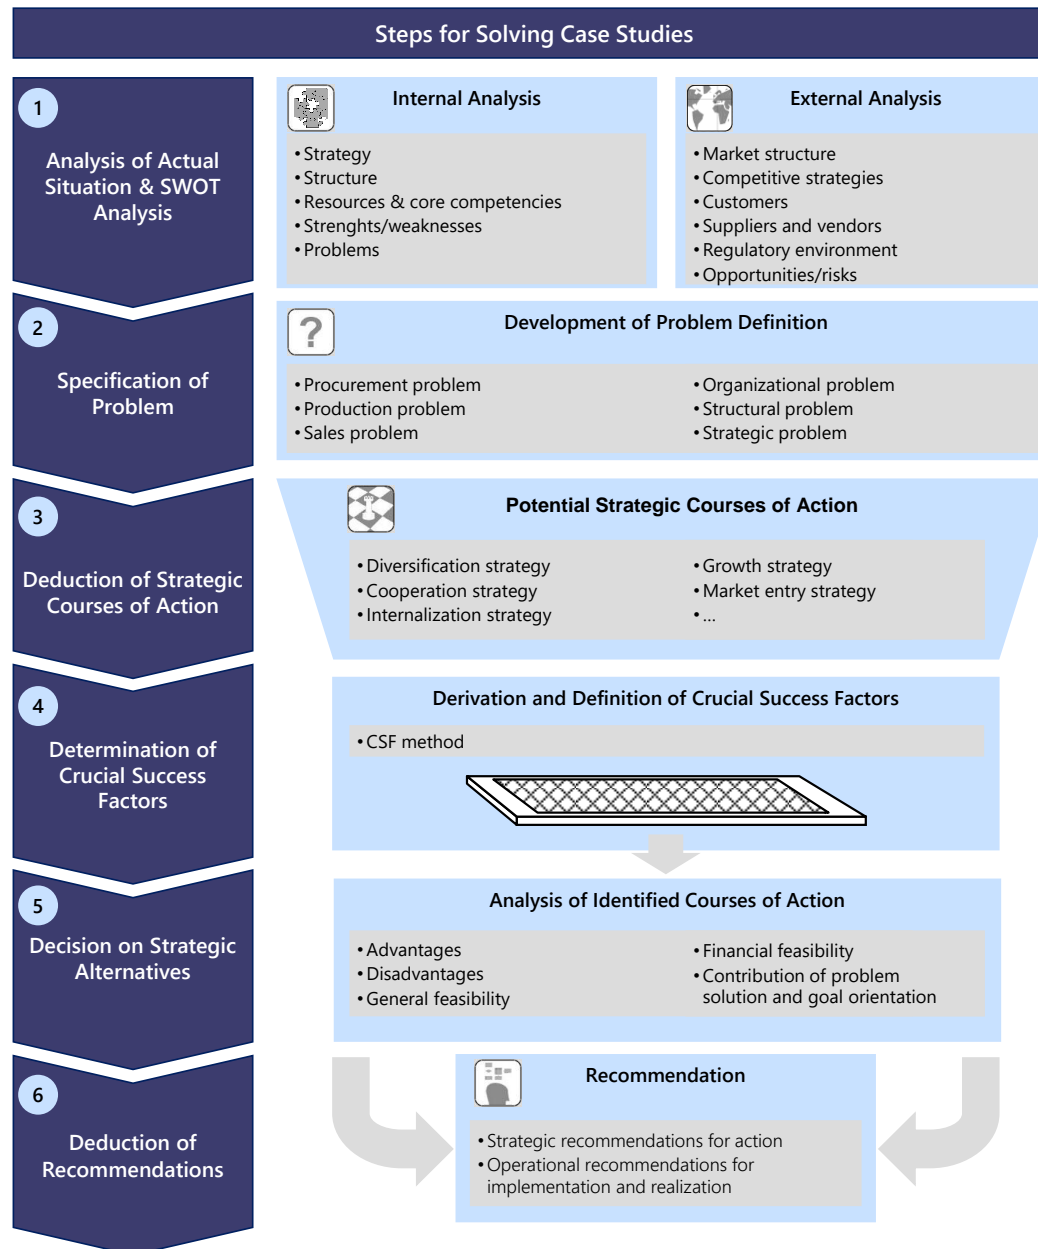 Steps for Solving Case Studies
1
Analysis of Actual
Situation & SWOT
Analysis
Internal Analysis
• Strategy
• Structure
• Resources & core competencies
• Strenghts/weaknesses
• Problems
External Analysis
• Market structure
• Competitive strategies
• Customers
• Suppliers and vendors
• Regulatory environment
• Opportunities/risks
2
Specification of
Problem
?
Development of Problem Definition
• Procurement problem
• Production problem
• Sales problem
• Organizational problem
• Structural problem
• Strategic problem
3
Deduction of Strategic
Courses of Action
Potential Strategic Courses of Action
• Diversification strategy
• Cooperation strategy
• Internalization strategy
• Growth strategy
• Market entry strategy
• ...
4
Determination of
Crucial Success
Factors
Derivation and Definition of Crucial Success Factors
• CSF method
5
Decision on Strategic
Alternatives
Analysis of Identified Courses of Action
• Advantages
• Disadvantages
• General feasibility
• Financial feasibility
• Contribution of problem
solution and goal orientation
6
Deduction of
Recommendations
Recommendation
• Strategic recommendations for action
• Operational recommendations for
implementation and realization